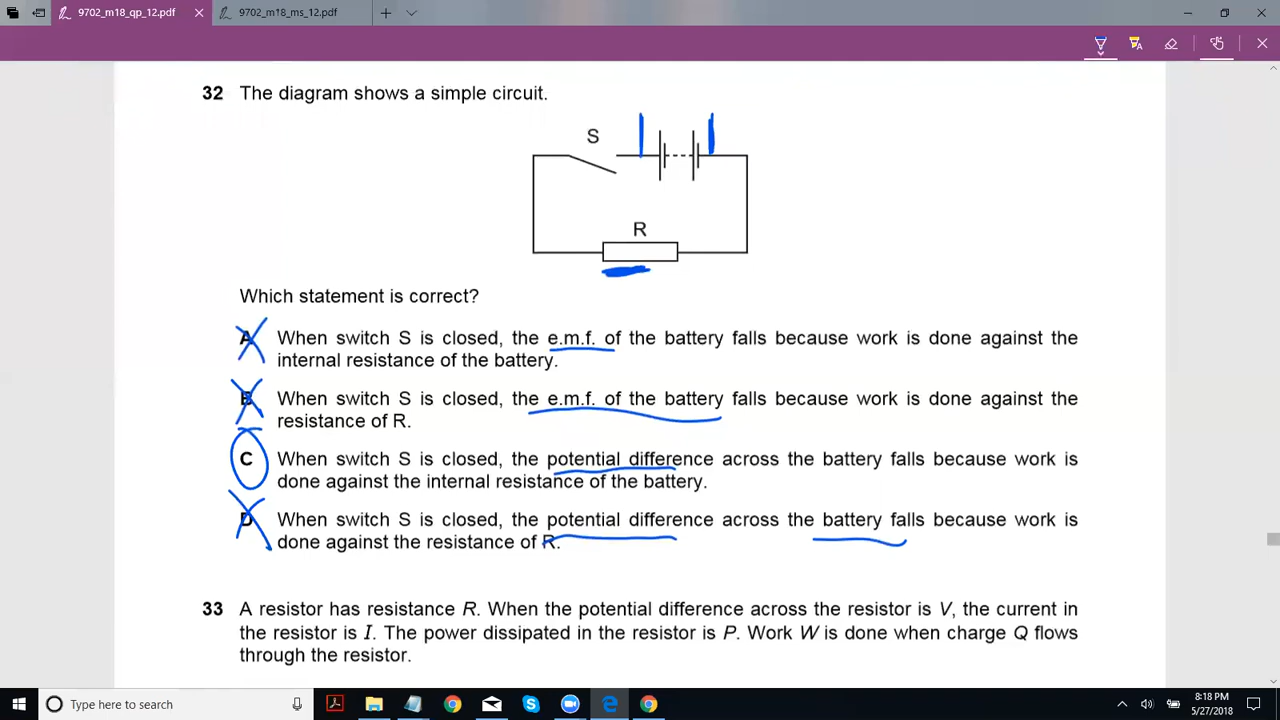 9702_m18_qp_12.pdf
9702_m18_ms_12.pdf
32 The diagram shows a simple circuit.
S
R
Which statement is correct?
A When switch S is closed, the e.m.f. of the battery falls because work is done against the
internal resistance of the battery.
B When switch S is closed, the e.m.f. of the battery falls because work is done against the
resistance of R.
C When switch S is closed, the potential difference across the battery falls because work is
done against the internal resistance of the battery.
D When switch S is closed, the potential difference across the battery falls because work is
done against the resistance of R.
33 A resistor has resistance R. When the potential difference across the resistor is V, the current in
the resistor is I. The power dissipated in the resistor is P. Work W is done when charge Q flows
through the resistor.
Type here to search
8:18 PM
5/27/2018